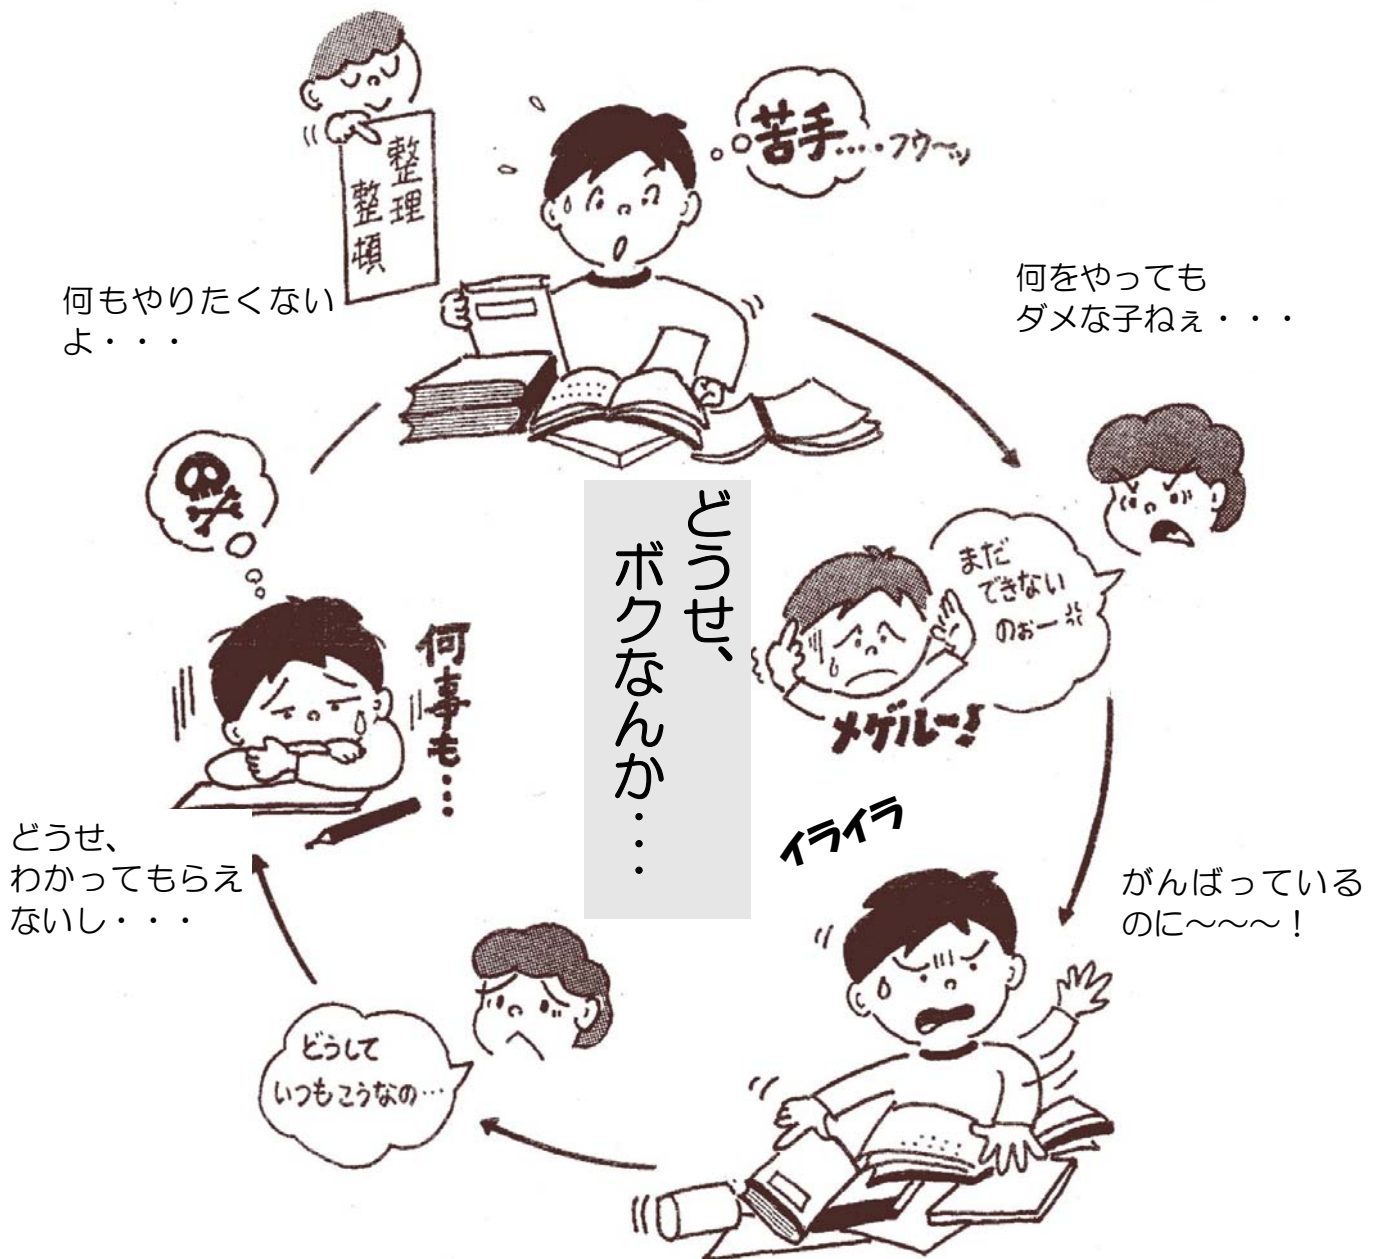 整理
整頓
苦手....フウ〜ッ
何もやりたくない
よ・・・
何をやっても
ダメな子ねぇ・・・
まだ
できない
のぉー
メゲルー!
イライラ
がんばっている
のに〜〜〜!
どうして
いつもこうなの…
どうせ、
わかってもらえ
ないし・・・
何事も…
どうせ、
ボクなんか・・・